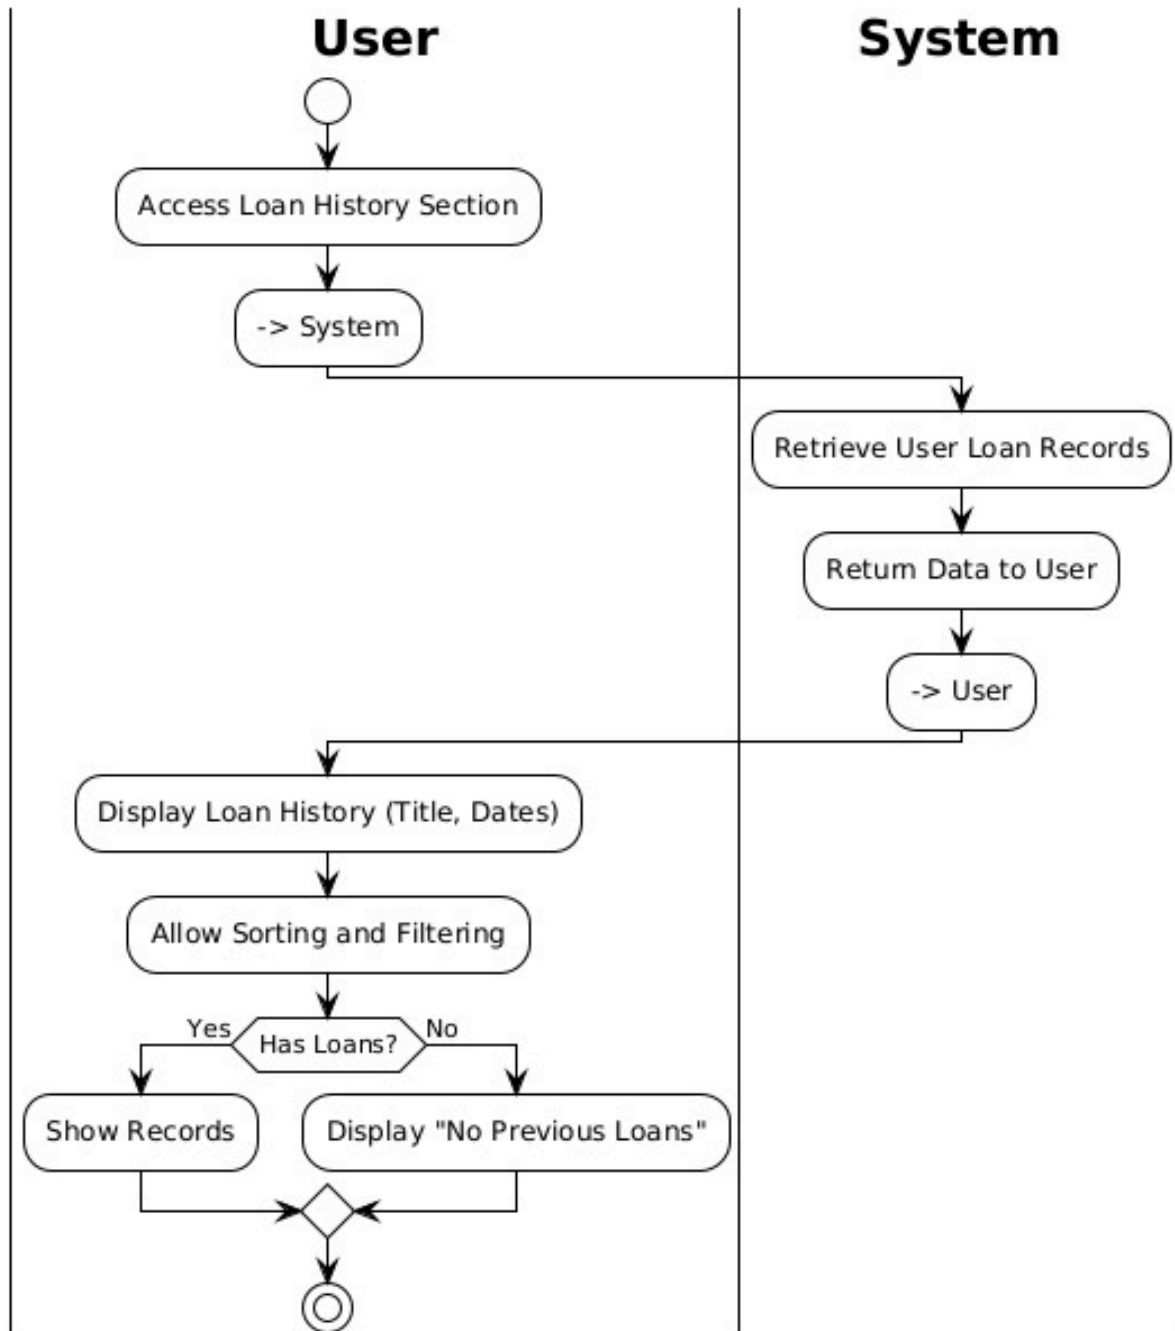 User
System
Access Loan History Section
-> System
Retrieve User Loan Records
Return Data to User
-> User
Display Loan History (Title, Dates)
Allow Sorting and Filtering
Yes
Has Loans?
No
Show Records
Display "No Previous Loans"